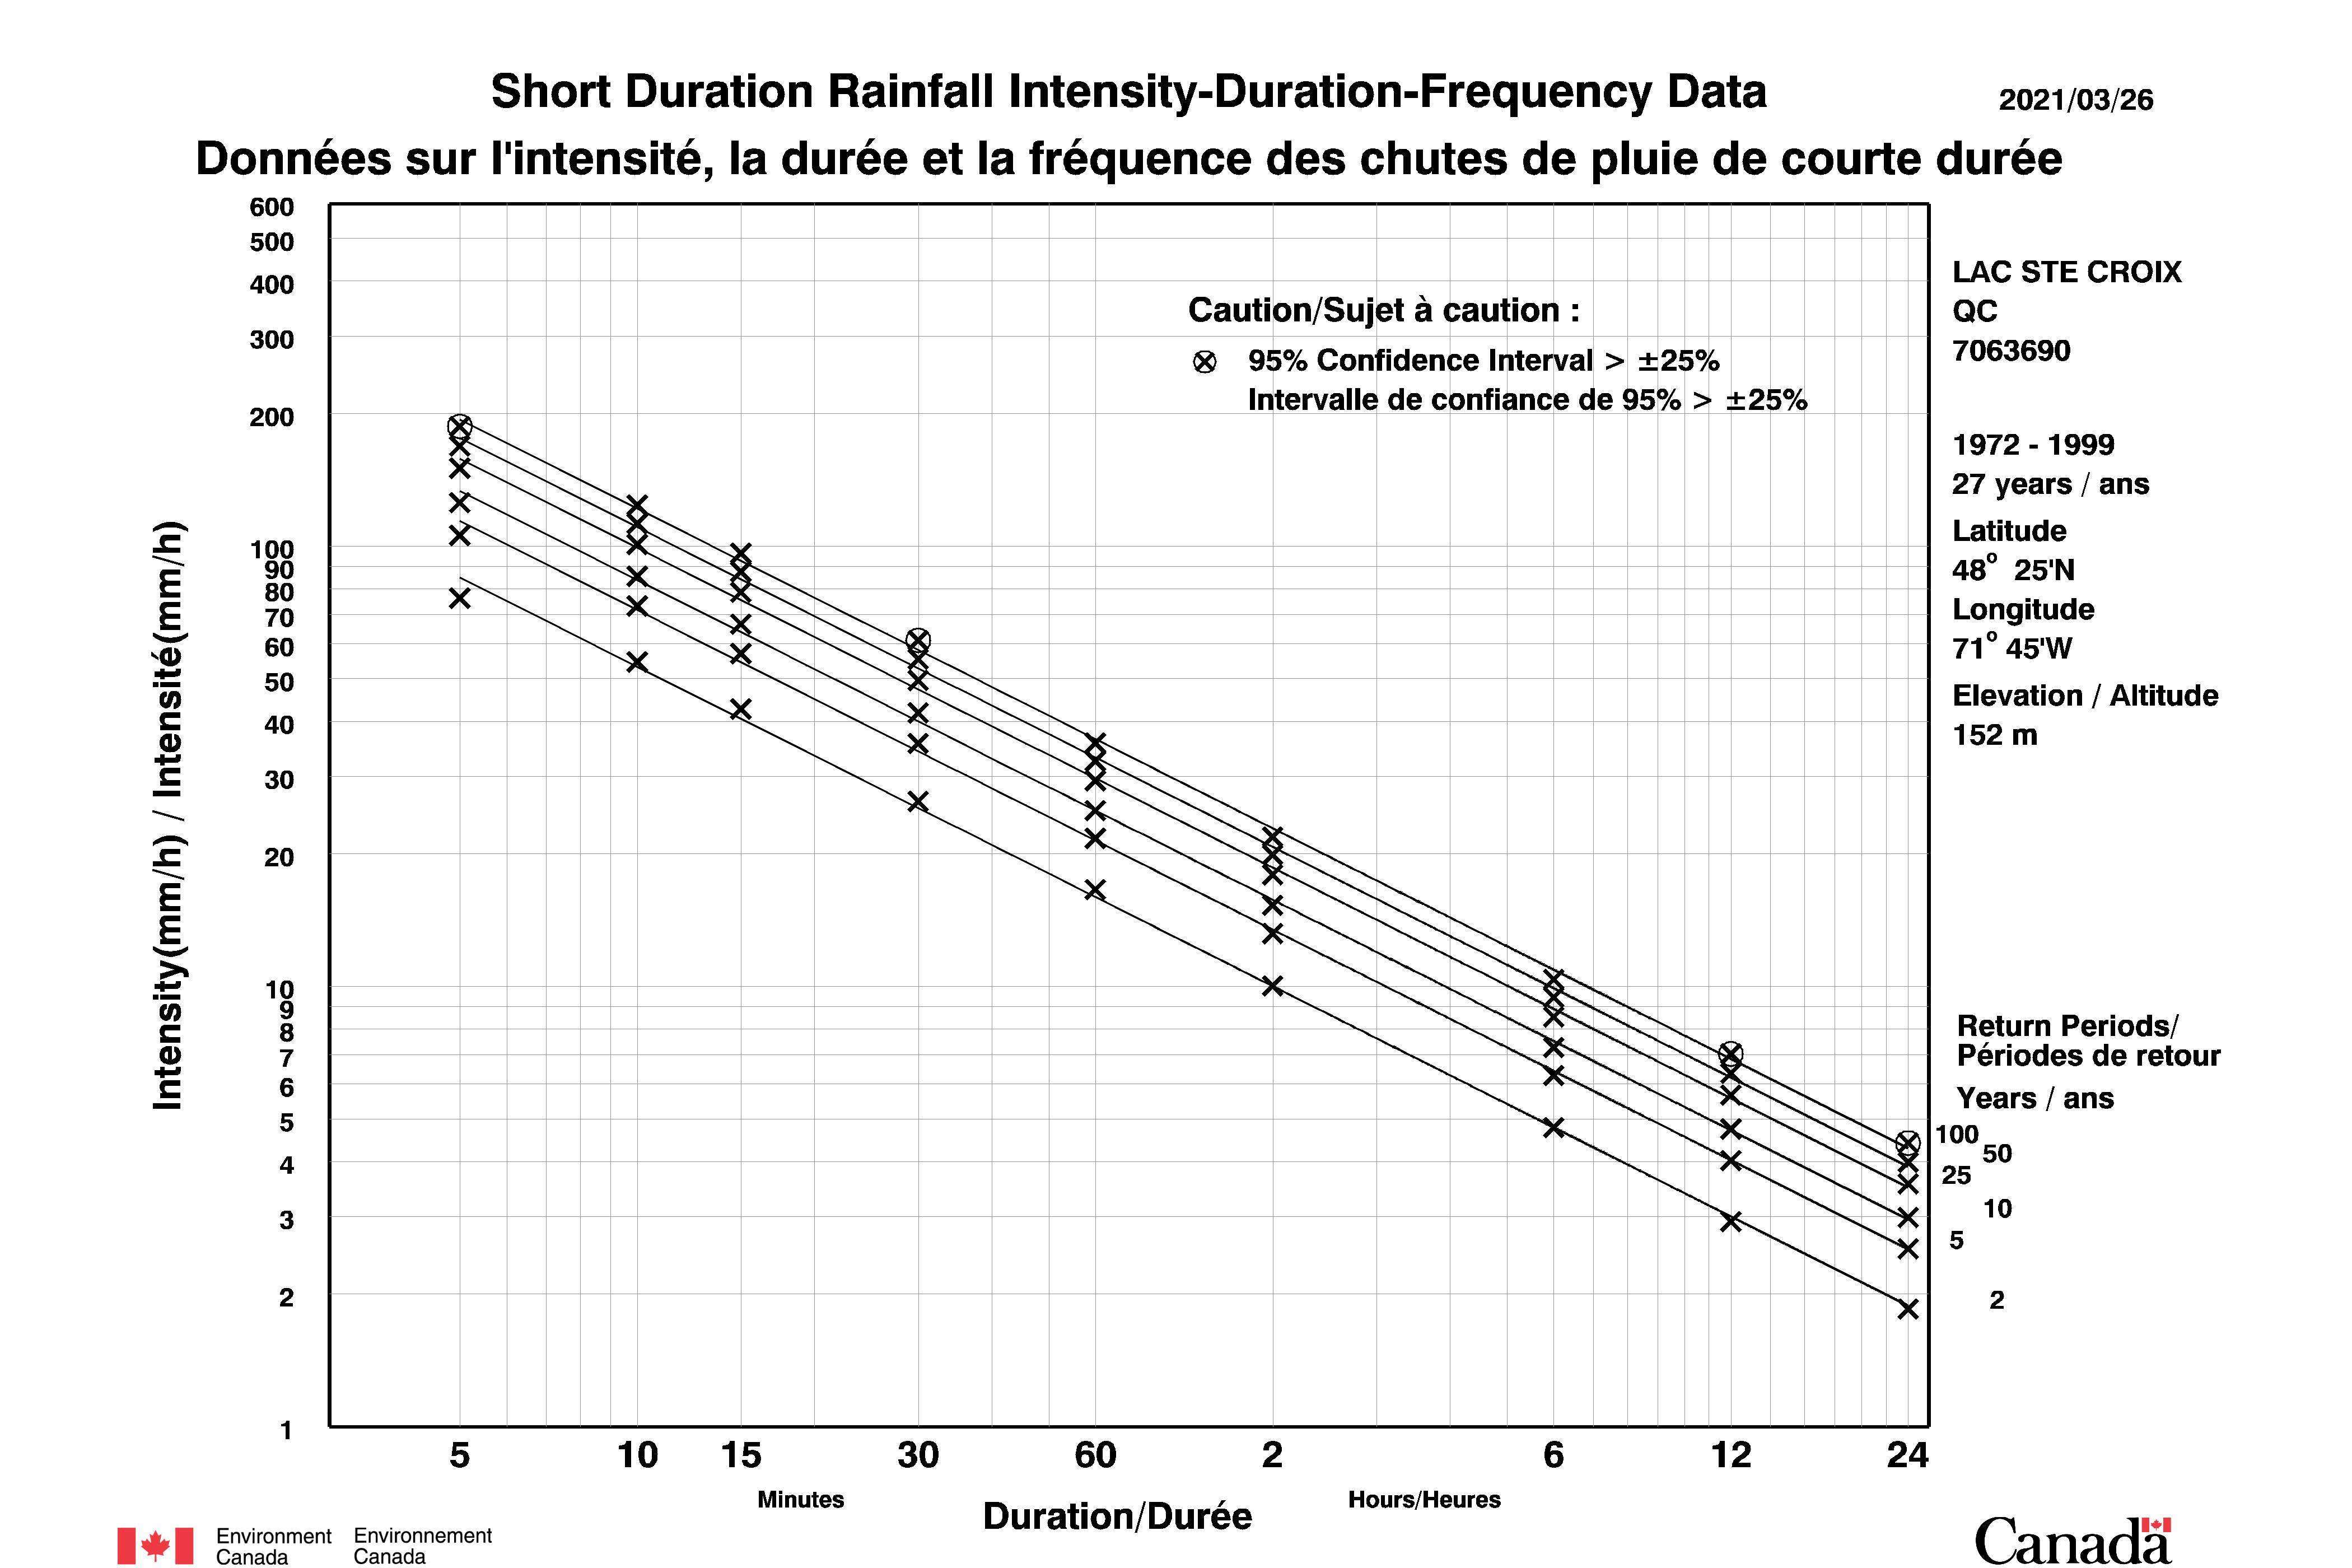 Short Duration Rainfall Intensity-Duration-Frequency Data
2021/03/26
Données sur l'intensité, la durée et la fréquence des chutes de pluie de courte durée
600
500
400
300
200
100
90
80
70
60
50
40
30
20
10
9
8
7
6
5
4
3
2
1
Intensity(mm/h) / Intensité(mm/h)
Caution/Sujet à caution :
95% Confidence Interval > ±25%
Intervalle de confiance de 95% > ±25%
LAC STE CROIX
QC
7063690
1972 - 1999
27 years / ans
Latitude
48° 25'N
Longitude
71° 45'W
Elevation / Altitude
152 m
Return Periods/
Périodes de retour
Years / ans
100
50
25
10
5
2
5 10 15 30 60 2 6 12 24
Minutes
Hours/Heures
Duration/Durée
Environment Environnement
Canada Canada
Canada